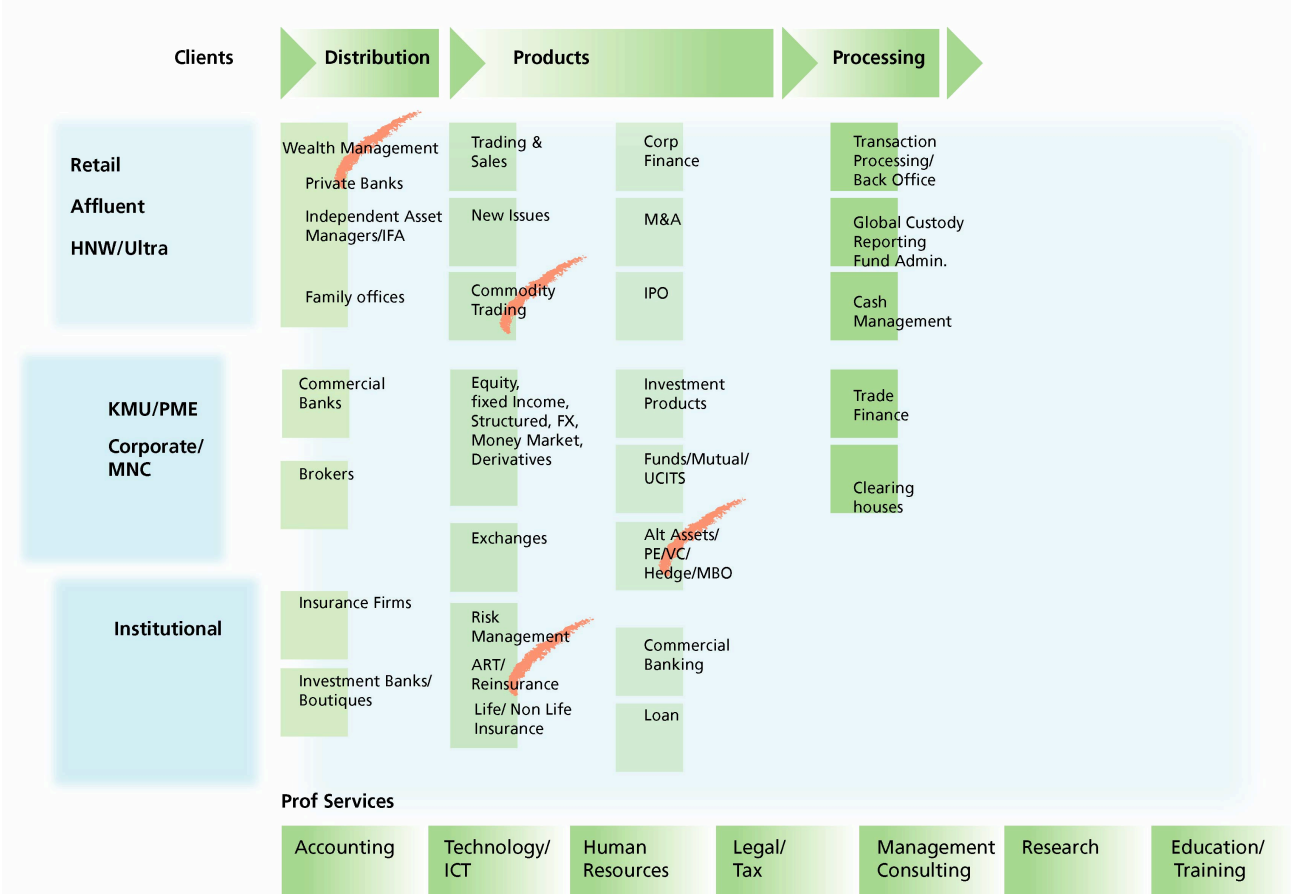 Clients
Distribution
Products
Processing
Retail
Affluent
HNW/Ultra
KMU/PME
Corporate/
MNC
Institutional
Wealth Management
Private Banks
Independent Asset
Managers/IFA
Family offices
Commercial
Banks
Brokers
Insurance Firms
Investment Banks/
Boutiques
Trading &
Sales
New Issues
Commodity
Trading
Equity,
fixed Income,
Structured, FX,
Money Market,
Derivatives
Exchanges
Risk
Management
ART/
Reinsurance
Life/ Non Life
Insurance
Corp
Finance
M&A
IPO
Investment
Products
Funds/Mutual/
UCITS
Alt Assets/
PE/VC/
Hedge/MBO
Commercial
Banking
Loan
Transaction
Processing/
Back Office
Global Custody
Reporting
Fund Admin.
Cash
Management
Trade
Finance
Clearing
houses
Prof Services
Accounting
Technology/
ICT
Human
Resources
Legal/
Tax
Management
Consulting
Research
Education/
Training